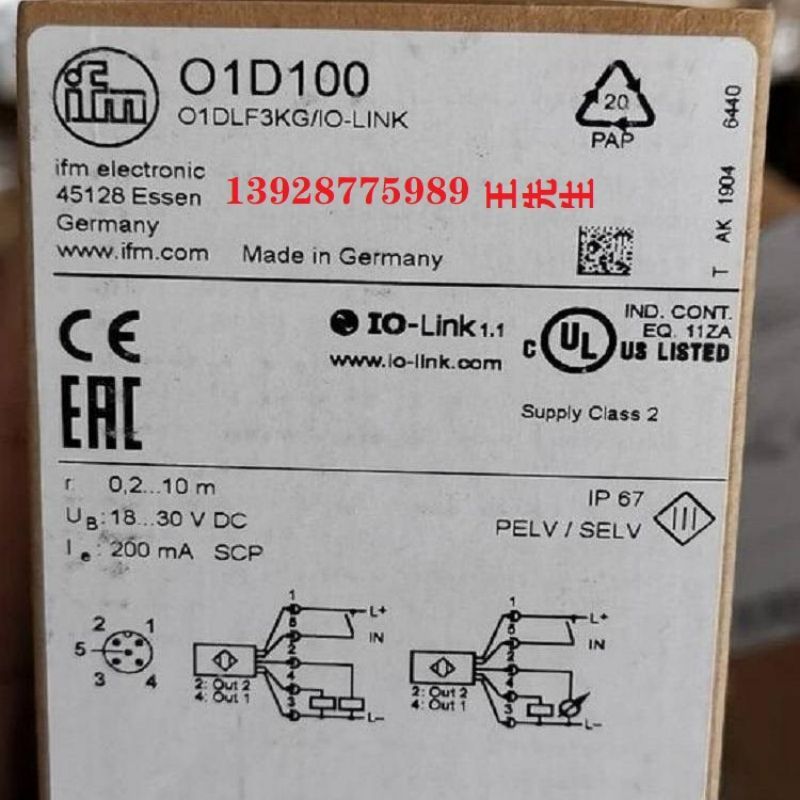 ifm
O1D100
O1DLF3KG/IO-LINK
20
PAP
ifm electronic
45128 Essen
Germany
www.ifm.com
13928775989 王先生
Made in Germany
T AK 1904 6440
CE
EAC
IO-Link 1.1
www.io-link.com
C UL US LISTED
IND. CONT.
EQ. 11ZA
Supply Class 2
r: 0,2...10 m
UB: 18...30 V DC
Ie: 200 mA SCP
IP 67
PELV / SELV
III
2 1
5
3 4
2: Out 2
4: Out 1
1
5
2
4
3
L+
IN
L–
2: Out 2
4: Out 1
1
5
2
4
3
L+
IN
L–